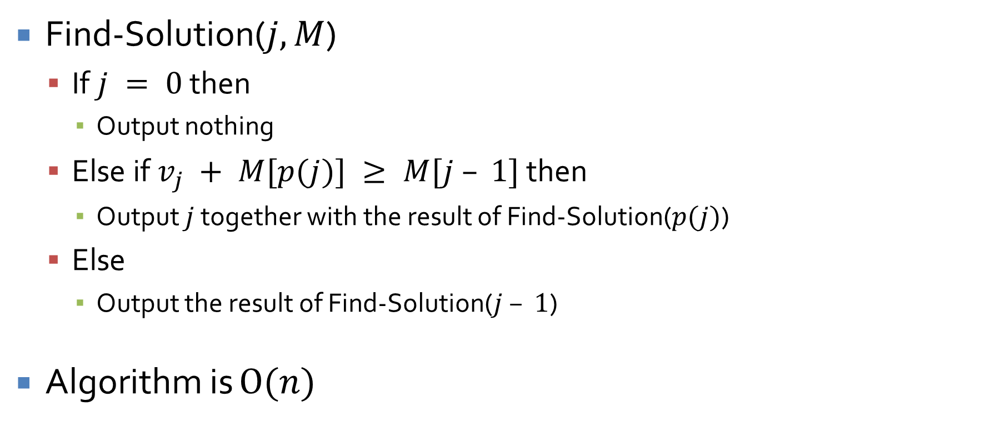 Find-Solution(j, M)
If j = 0 then
Output nothing
Else if v_j + M[p(j)] ≥ M[j – 1] then
Output j together with the result of Find-Solution(p(j))
Else
Output the result of Find-Solution(j – 1)
Algorithm is O(n)